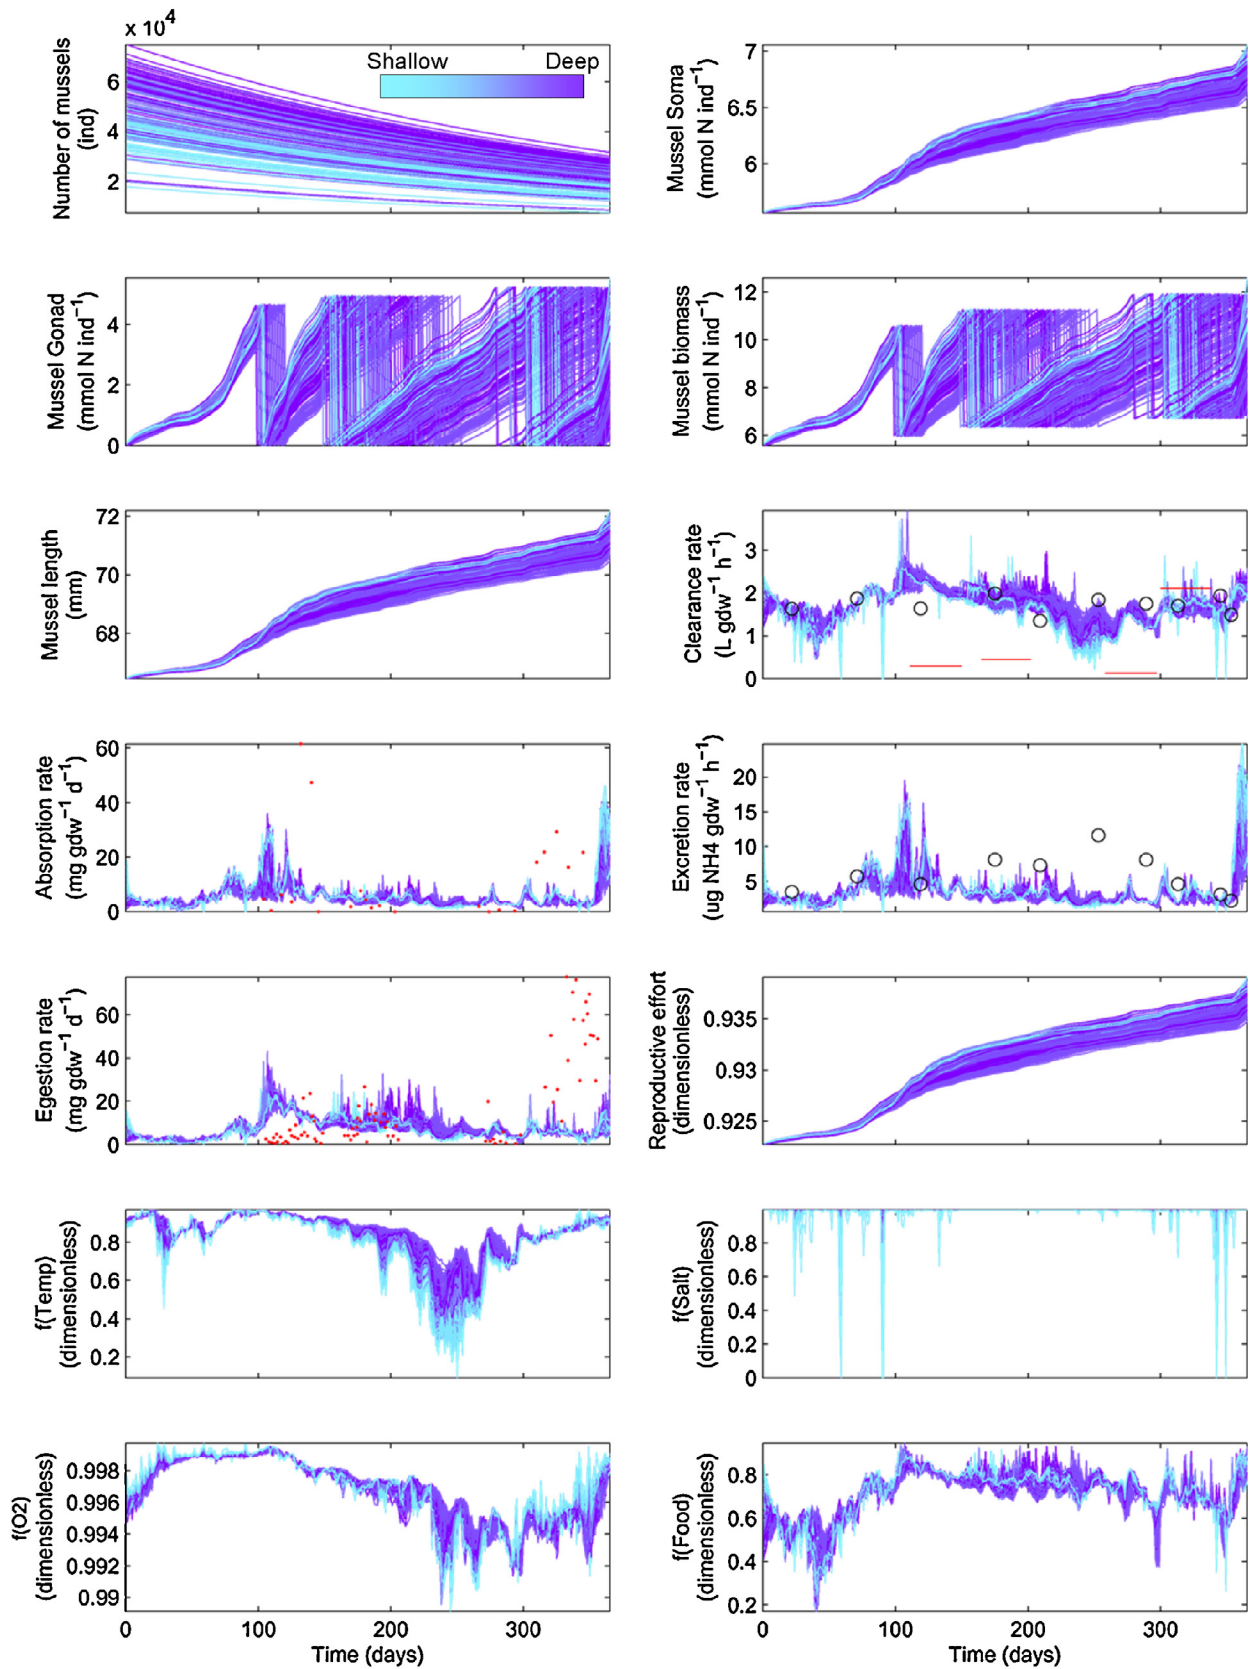 x 10⁴
Shallow Deep
Number of mussels
(ind)
6
4
2
Mussel Soma
(mmol N ind⁻¹)
7
6.5
6
Mussel Gonad
(mmol N ind⁻¹)
4
2
0
Mussel biomass
(mmol N ind⁻¹)
12
10
8
6
Mussel length
(mm)
72
70
68
Clearance rate
(L gdw⁻¹ h⁻¹)
3
2
1
0
Absorption rate
(mg gdw⁻¹ d⁻¹)
60
40
20
0
Excretion rate
(ug NH4 gdw⁻¹ h⁻¹)
20
15
10
5
Egestion rate
(mg gdw⁻¹ d⁻¹)
60
40
20
0
Reproductive effort
(dimensionless)
0.935
0.93
0.925
f(Temp)
(dimensionless)
0.8
0.6
0.4
0.2
f(Salt)
(dimensionless)
0.8
0.6
0.4
0.2
0
f(O2)
(dimensionless)
0.998
0.996
0.994
0.992
0.99
0 100 200 300
Time (days)
f(Food)
(dimensionless)
0.8
0.6
0.4
0.2
0 100 200 300
Time (days)